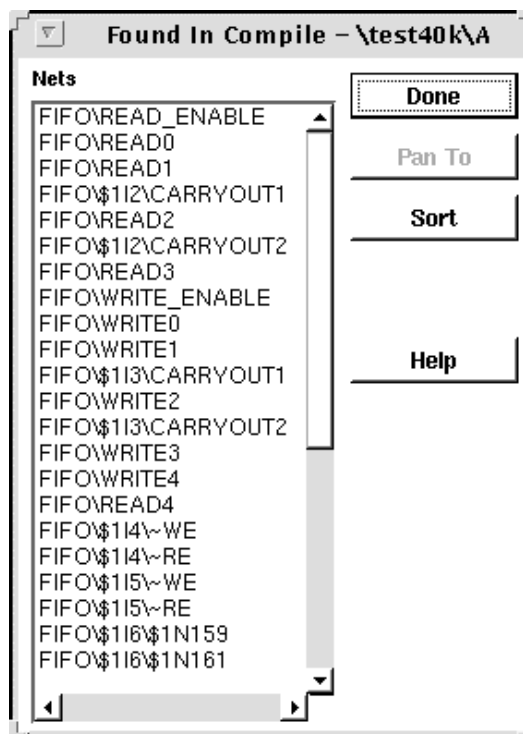 Found In Compile – \test40k\A
Nets
FIFO\READ_ENABLE
FIFO\READ0
FIFO\READ1
FIFO\$1I2\CARRYOUT1
FIFO\READ2
FIFO\$1I2\CARRYOUT2
FIFO\READ3
FIFO\WRITE_ENABLE
FIFO\WRITE0
FIFO\WRITE1
FIFO\$1I3\CARRYOUT1
FIFO\WRITE2
FIFO\$1I3\CARRYOUT2
FIFO\WRITE3
FIFO\WRITE4
FIFO\READ4
FIFO\$1I4\~WE
FIFO\$1I4\~RE
FIFO\$1I5\~WE
FIFO\$1I5\~RE
FIFO\$1I6\$1N159
FIFO\$1I6\$1N161
Done
Pan To
Sort
Help